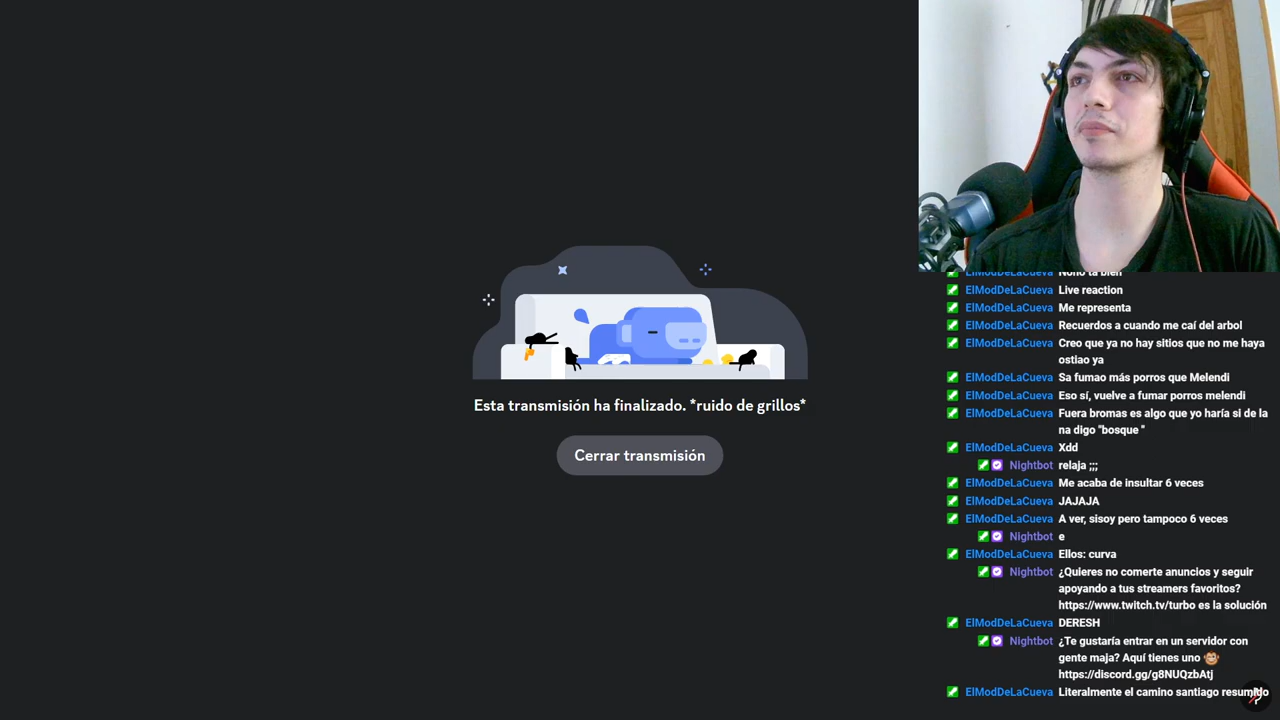 Esta transmisión ha finalizado. *ruido de grillos*
Cerrar transmisión
ElModDeLaCueva Nono ta bien
ElModDeLaCueva Live reaction
ElModDeLaCueva Me representa
ElModDeLaCueva Recuerdos a cuando me caí del arbol
ElModDeLaCueva Creo que ya no hay sitios que no me haya
ostiao ya
ElModDeLaCueva Sa fumao más porros que Melendi
ElModDeLaCueva Eso sí, vuelve a fumar porros melendi
ElModDeLaCueva Fuera bromas es algo que yo haría si de la
na digo "bosque "
ElModDeLaCueva Xdd
Nightbot relaja ;;;
ElModDeLaCueva Me acaba de insultar 6 veces
ElModDeLaCueva JAJAJA
ElModDeLaCueva A ver, sisoy pero tampoco 6 veces
Nightbot e
ElModDeLaCueva Ellos: curva
Nightbot ¿Quieres no comerte anuncios y seguir
apoyando a tus streamers favoritos?
https://www.twitch.tv/turbo es la solución
ElModDeLaCueva DERESH
Nightbot ¿Te gustaría entrar en un servidor con
gente maja? Aquí tienes uno 🐵
https://discord.gg/g8NUQzbAtj
ElModDeLaCueva Literalmente el camino santiago resumido